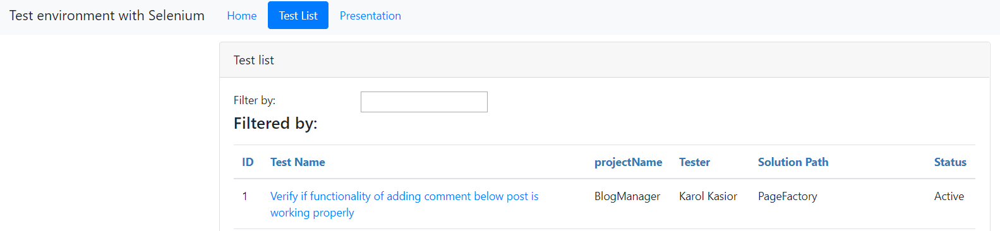 Test environment with Selenium Home Test List Presentation
Test list
Filter by:
Filtered by:
ID Test Name projectName Tester Solution Path Status
1 Verify if functionality of adding comment below post is BlogManager Karol Kasior PageFactory Active
working properly